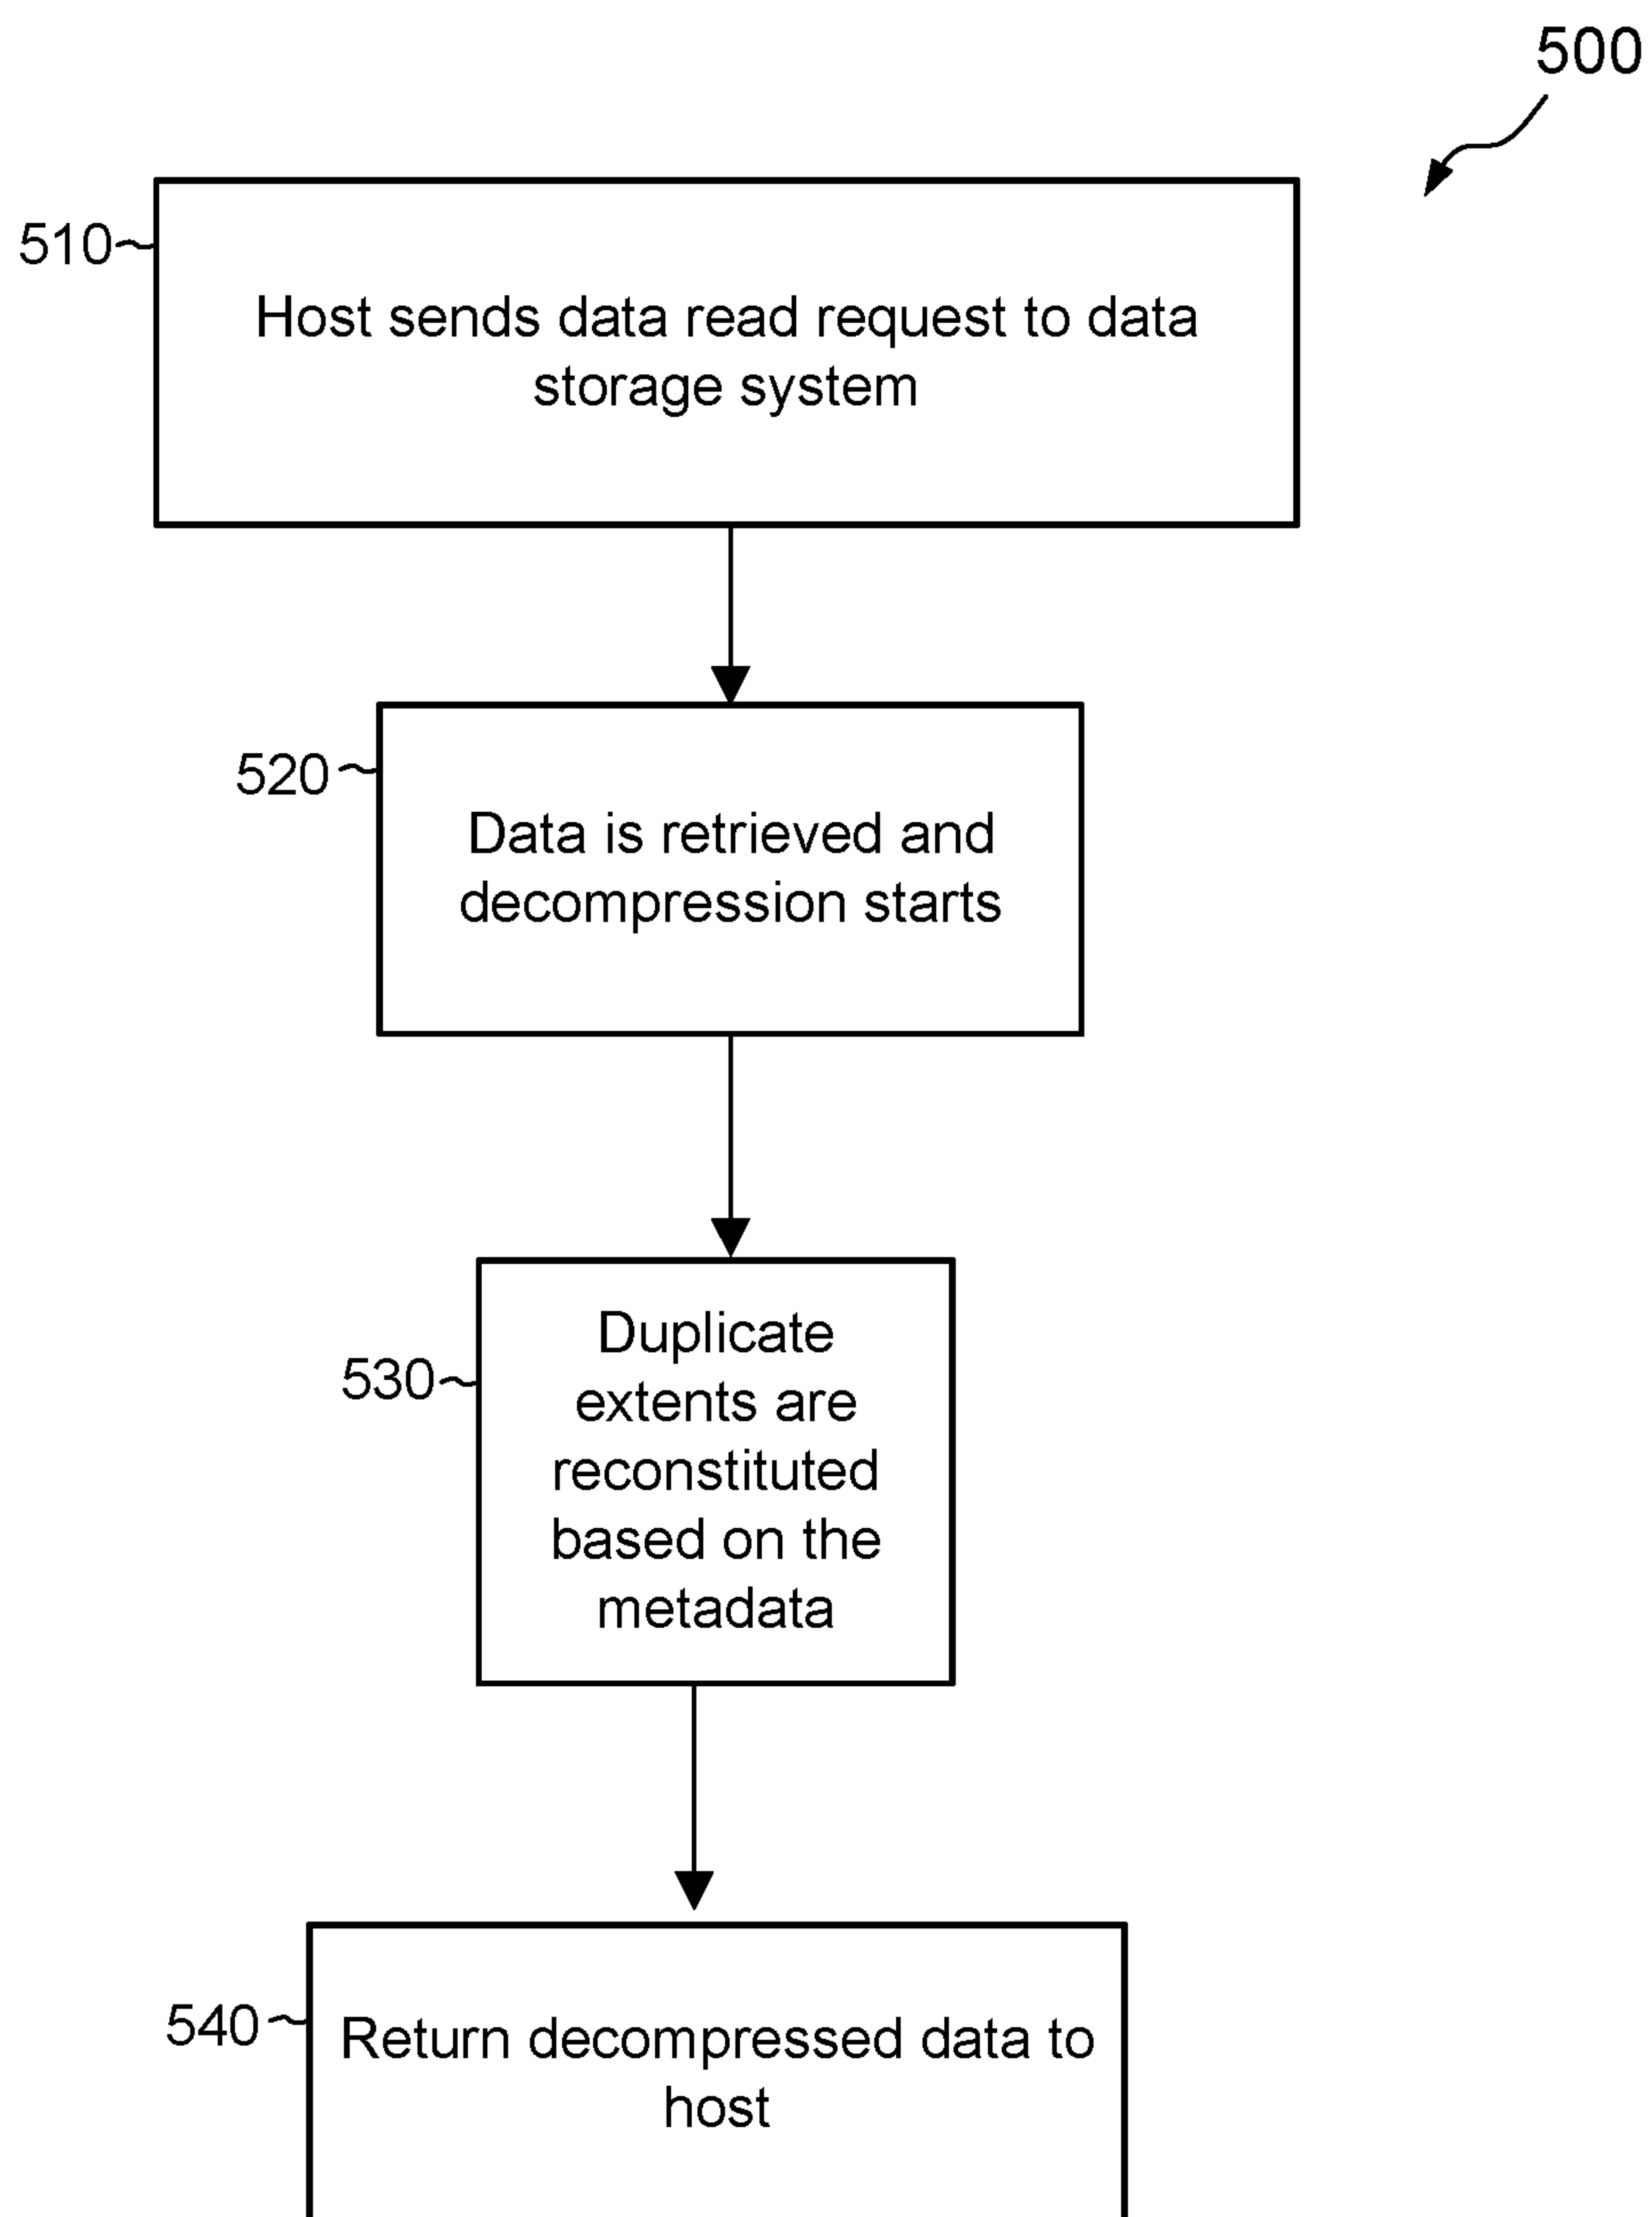 500
510
Host sends data read request to data
storage system
520
Data is retrieved and
decompression starts
530
Duplicate
extents are
reconstituted
based on the
metadata
540
Return decompressed data to
host